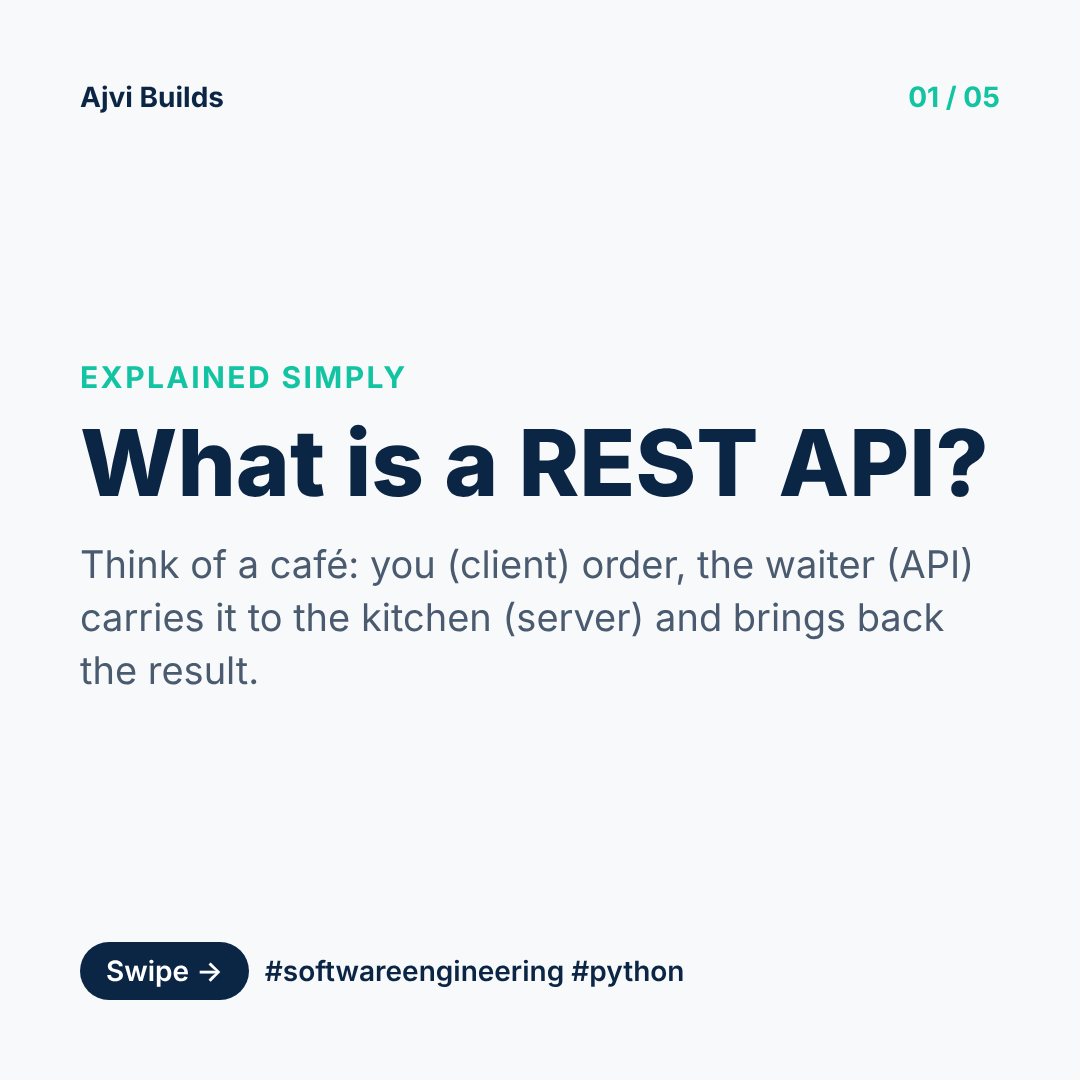 Ajvi Builds
01 / 05
EXPLAINED SIMPLY
What is a REST API?
Think of a café: you (client) order, the waiter (API)
carries it to the kitchen (server) and brings back
the result.
Swipe →
#softwareengineering #python